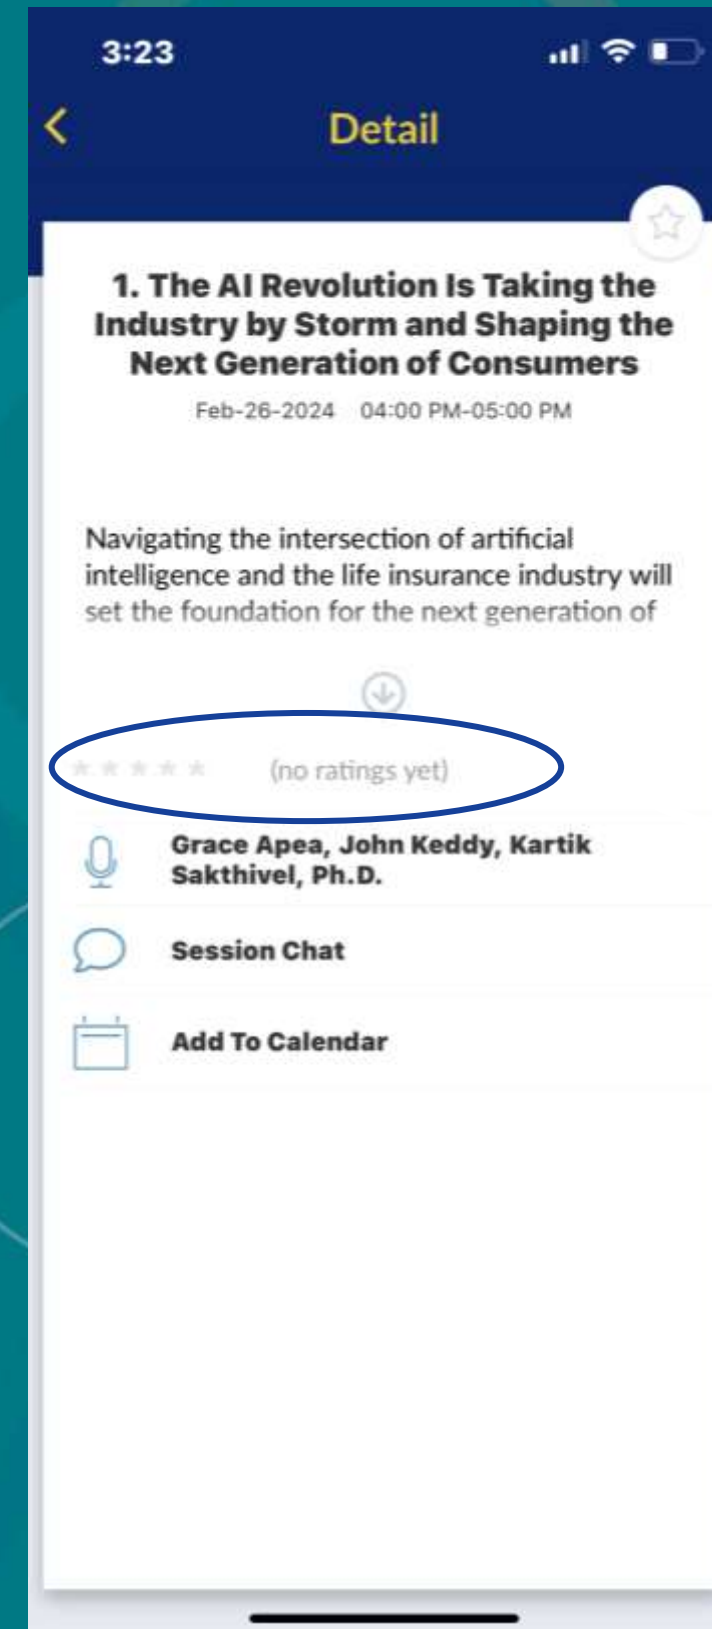 3:23
Detail
1. The AI Revolution Is Taking the
Industry by Storm and Shaping the
Next Generation of Consumers
Feb-26-2024 04:00 PM-05:00 PM
Navigating the intersection of artificial
intelligence and the life insurance industry will
set the foundation for the next generation of
(no ratings yet)
Grace Apea, John Keddy, Kartik
Sakthivel, Ph.D.
Session Chat
Add To Calendar